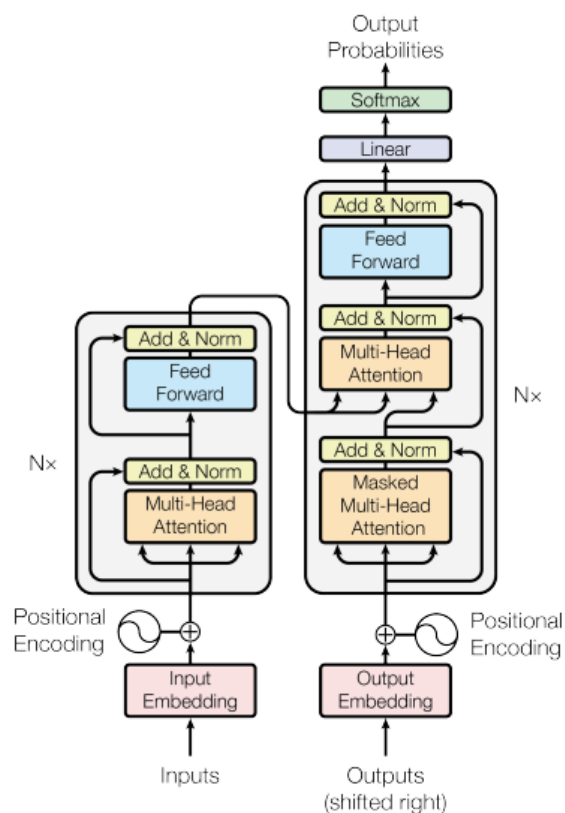 Output
Probabilities
Softmax
Linear
Add & Norm
Feed
Forward
Add & Norm
Multi-Head
Attention
Add & Norm
Masked
Multi-Head
Attention
N×
Add & Norm
Feed
Forward
Add & Norm
Multi-Head
Attention
N×
Positional
Encoding
Positional
Encoding
Input
Embedding
Output
Embedding
Inputs
Outputs
(shifted right)